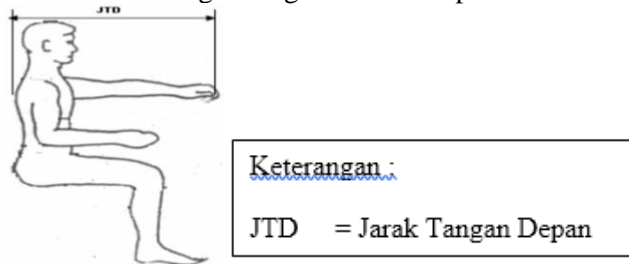 JTD
Keterangan :
JTD = Jarak Tangan Depan